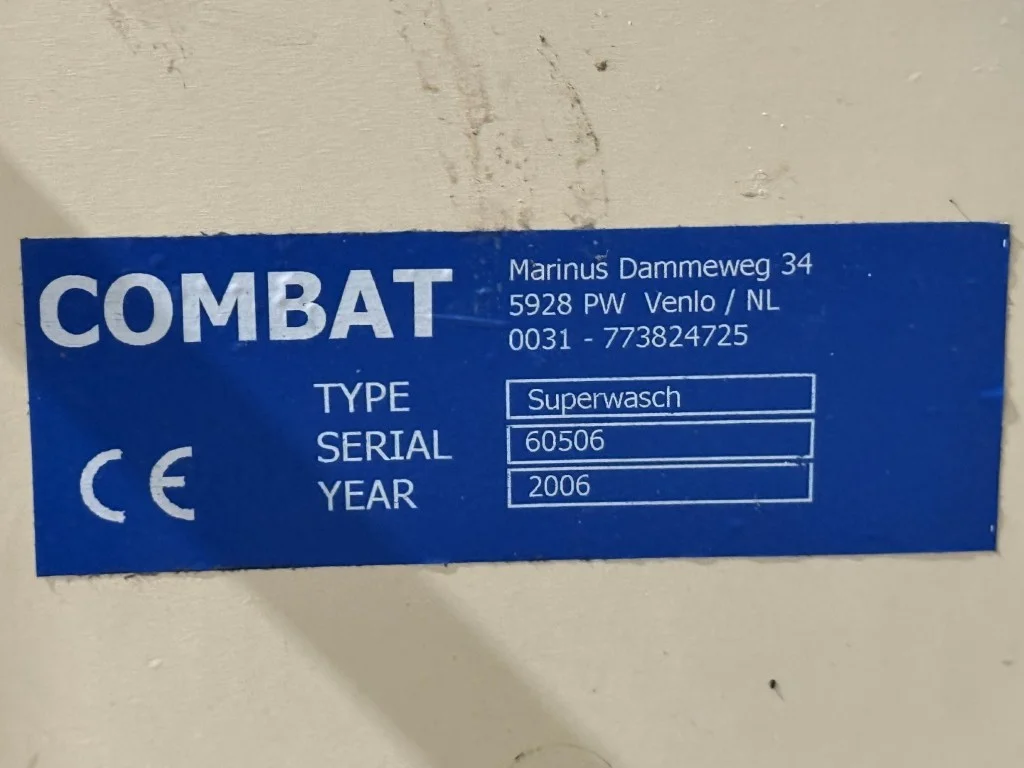 COMBAT
Marinus Dammeweg 34
5928 PW Venlo / NL
0031 - 773824725
TYPE Superwasch
SERIAL 60506
YEAR 2006
CE